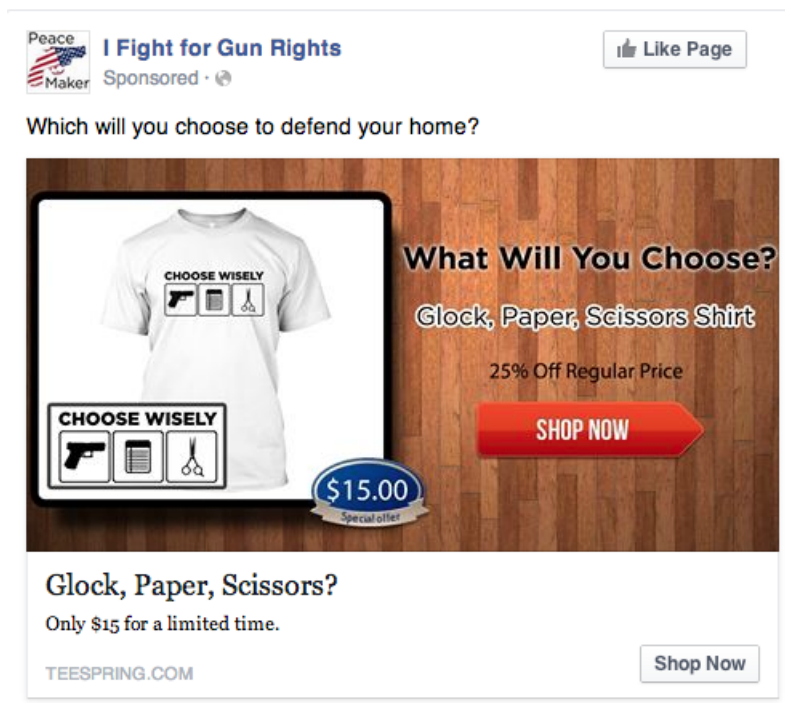 Peace
Maker
I Fight for Gun Rights
Sponsored ·
Like Page
Which will you choose to defend your home?
CHOOSE WISELY
CHOOSE WISELY
$15.00
Special offer
What Will You Choose?
Glock, Paper, Scissors Shirt
25% Off Regular Price
SHOP NOW
Glock, Paper, Scissors?
Only $15 for a limited time.
TEESPRING.COM
Shop Now